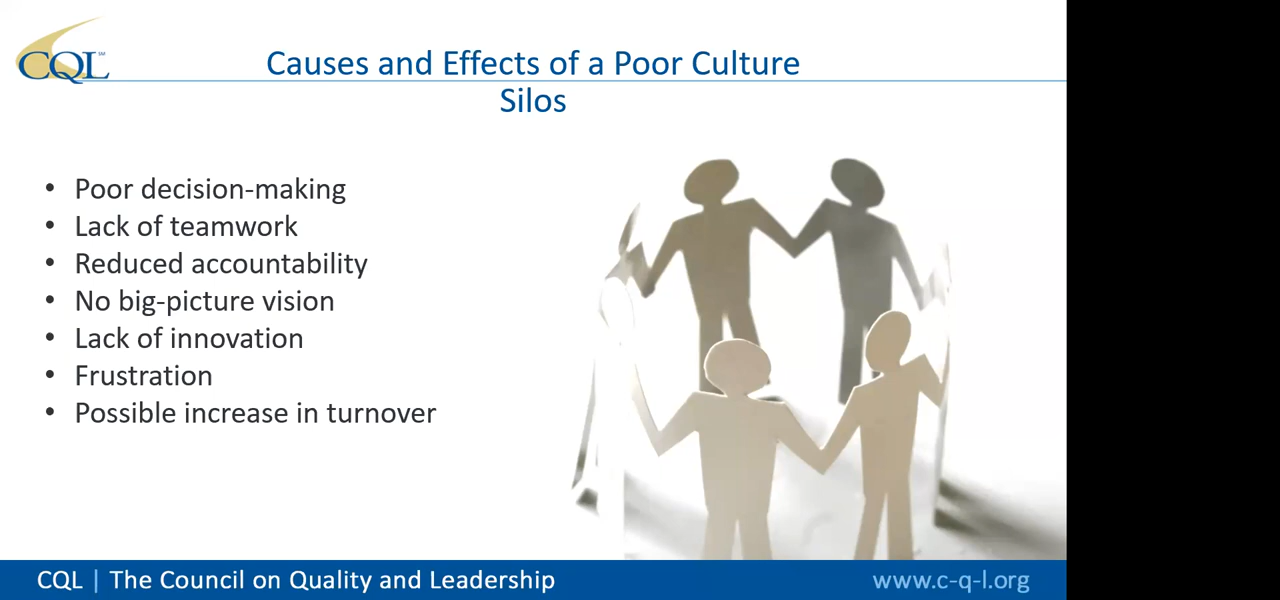 CQL℠
Causes and Effects of a Poor Culture
Silos
• Poor decision-making
• Lack of teamwork
• Reduced accountability
• No big-picture vision
• Lack of innovation
• Frustration
• Possible increase in turnover
CQL | The Council on Quality and Leadership
www.c-q-l.org